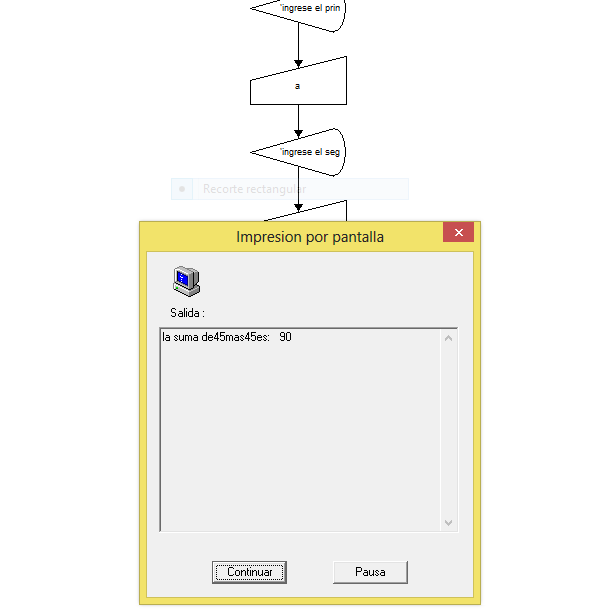 'ingrese el prin
a
'ingrese el seg
Recorte rectangular
Impresion por pantalla
Salida :
la suma de45mas45es: 90
Continuar
Pausa